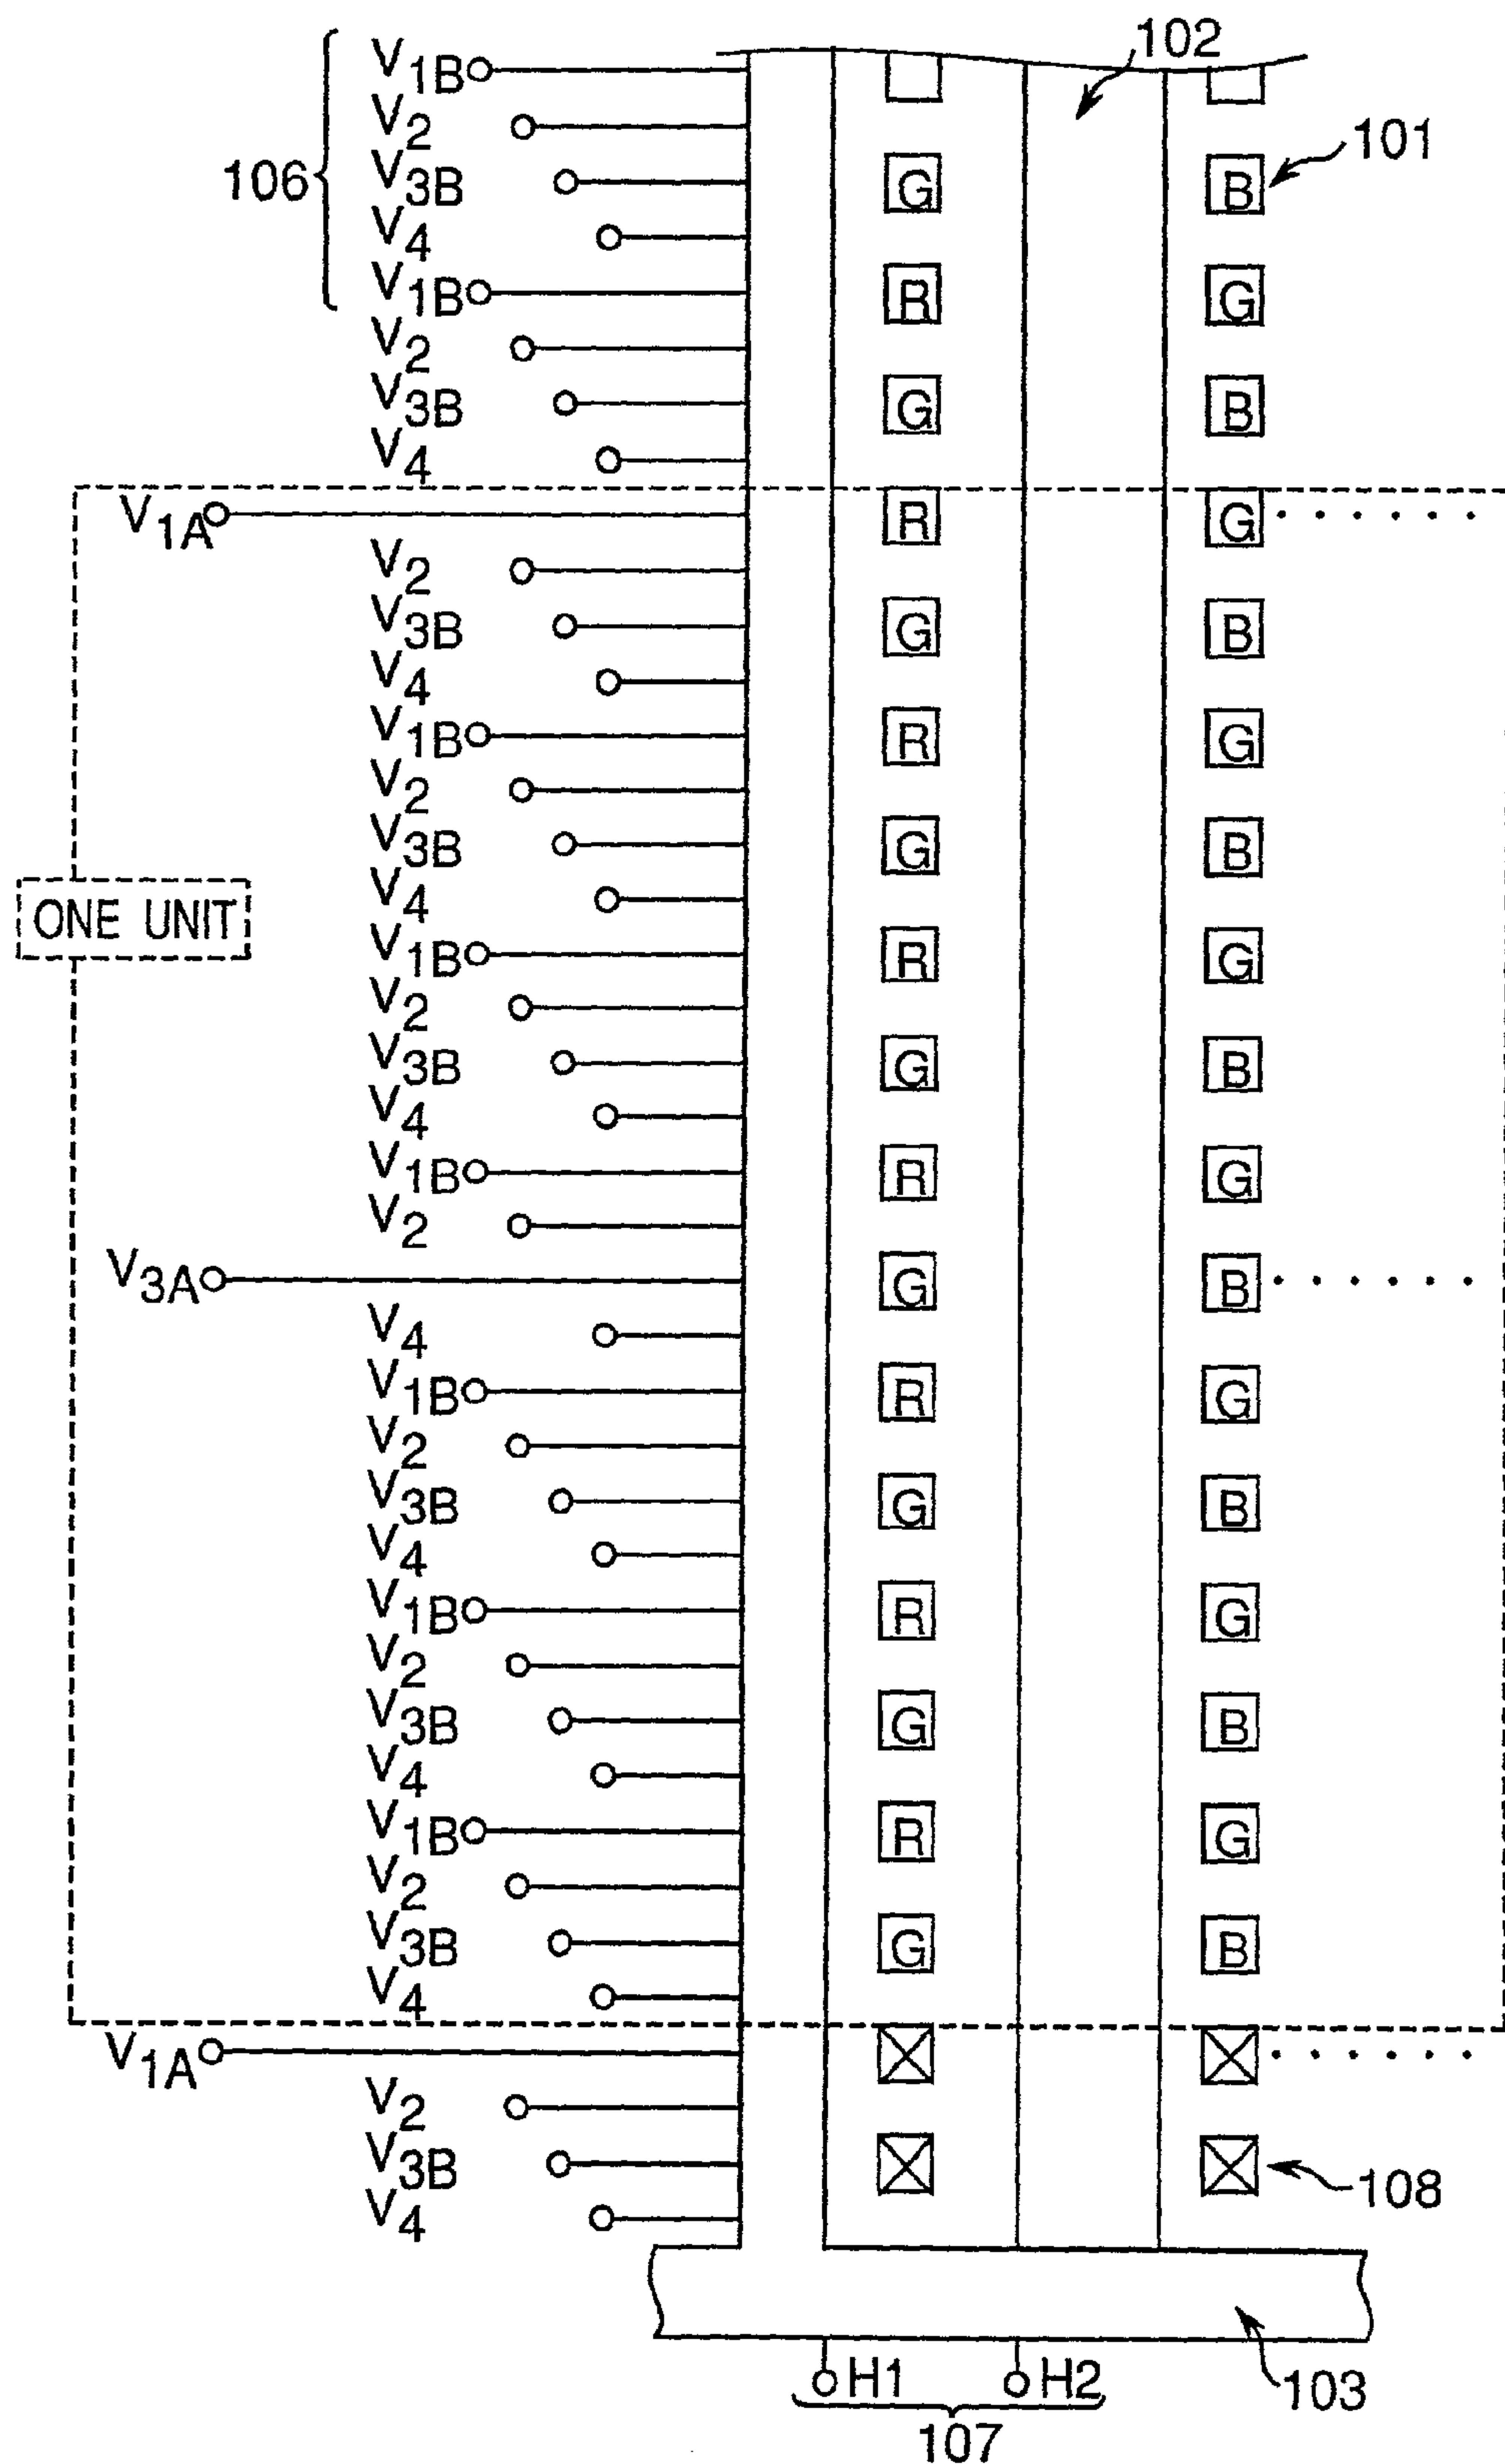 102
V1B
V2
101
106
V3B G B
V4
V1B R G
V2
V3B G B
V4
V1A R G
V2
V3B G B
V4
V1B R G
V2
V3B G B
V4
ONE UNIT
V1B R G
V2
V3B G B
V4
V1B R G
V2
V3A G B
V4
V1B R G
V2
V3B G B
V4
V1B R G
V2
V3B G B
V4
V1B R G
V2
V3B G B
V4
V1A
V2
V3B
108
V4
H1 H2
103
107